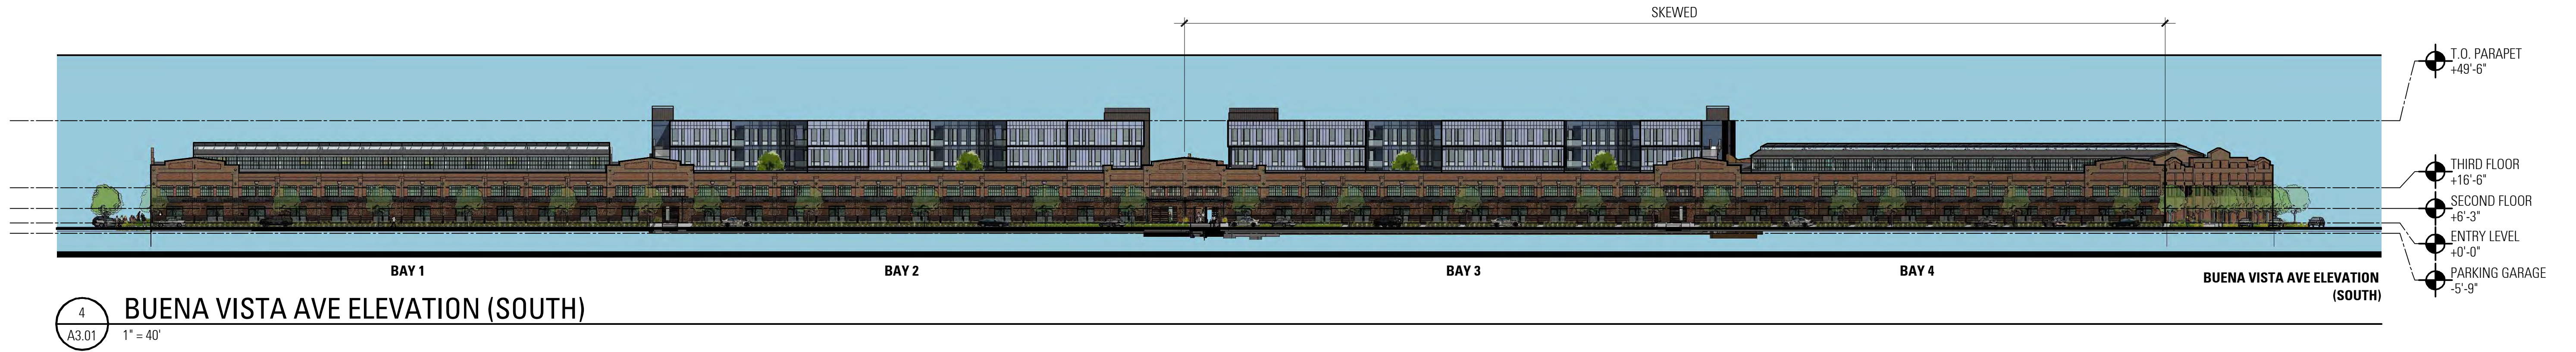 SKEWED
T.O. PARAPET
+49'-6"
THIRD FLOOR
+16'-6"
SECOND FLOOR
+6'-3"
ENTRY LEVEL
+0'-0"
PARKING GARAGE
-5'-9"
BAY 1
BAY 2
BAY 3
BAY 4
BUENA VISTA AVE ELEVATION
(SOUTH)
4
A3.01
BUENA VISTA AVE ELEVATION (SOUTH)
1" = 40'